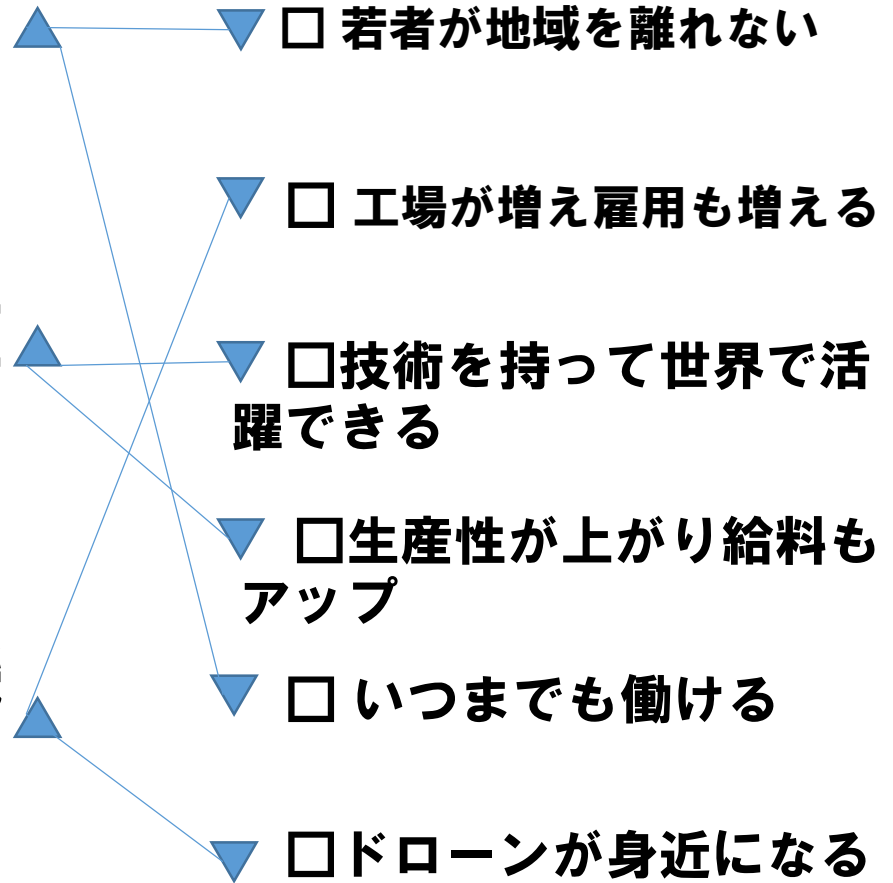 □ 若者が地域を離れない
□ 工場が増え雇用も増える
□技術を持って世界で活
躍できる
□生産性が上がり給料も
アップ
□ いつまでも働ける
□ドローンが身近になる